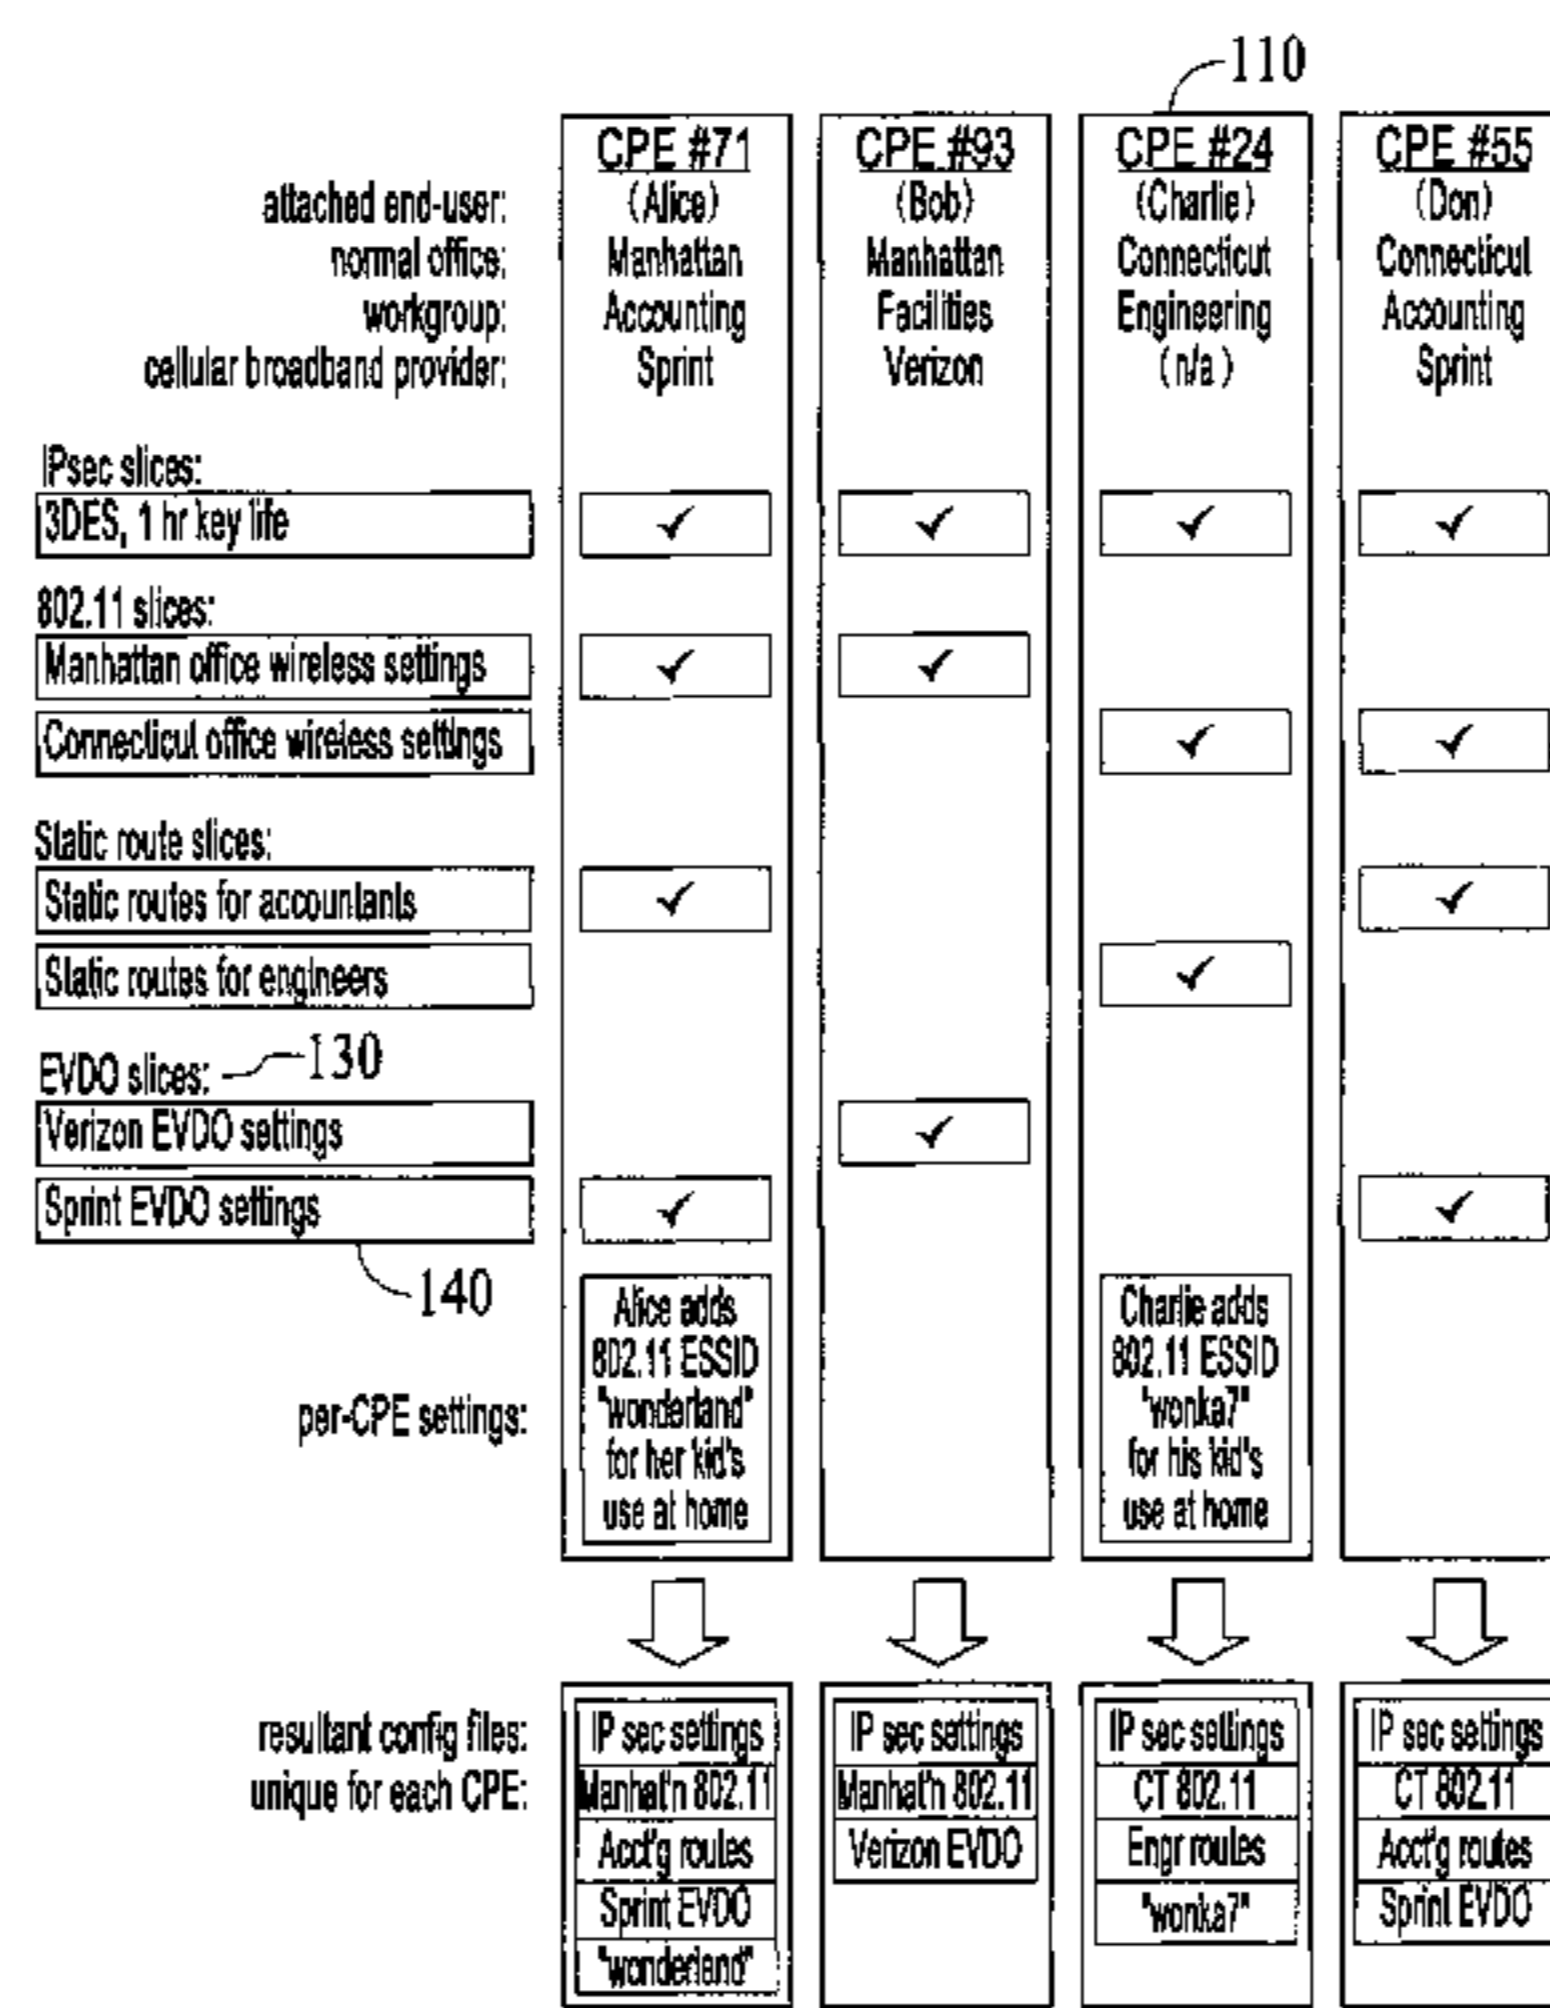 110
CPE #71 CPE #93 CPE #24 CPE #55
attached end-user: (Alice) (Bob) (Charlie) (Don)
normal office: Manhattan Manhattan Connecticut Connecticut
workgroup: Accounting Facilities Engineering Accounting
cellular broadband provider: Sprint Verizon (n/a) Sprint
IPsec slices:
3DES, 1 hr key life ✓ ✓ ✓ ✓
802.11 slices:
Manhattan office wireless settings ✓ ✓
Connecticut office wireless settings ✓ ✓
Static route slices:
Static routes for accountants ✓ ✓
Static routes for engineers ✓
EVDO slices: 130
Verizon EVDO settings ✓
Sprint EVDO settings ✓ ✓
140
per-CPE settings:
Alice adds
802.11 ESSID
"wonderland"
for her kid's
use at home
Charlie adds
802.11 ESSID
"wonka7"
for his kid's
use at home
resultant config files:
unique for each CPE:
IP sec settings
Manhat'n 802.11
Acct'g routes
Sprint EVDO
"wonderland"
IP sec settings
Manhat'n 802.11
Verizon EVDO
IP sec settings
CT 802.11
Engr routes
"wonka7"
IP sec settings
CT 802.11
Acct'g routes
Sprint EVDO